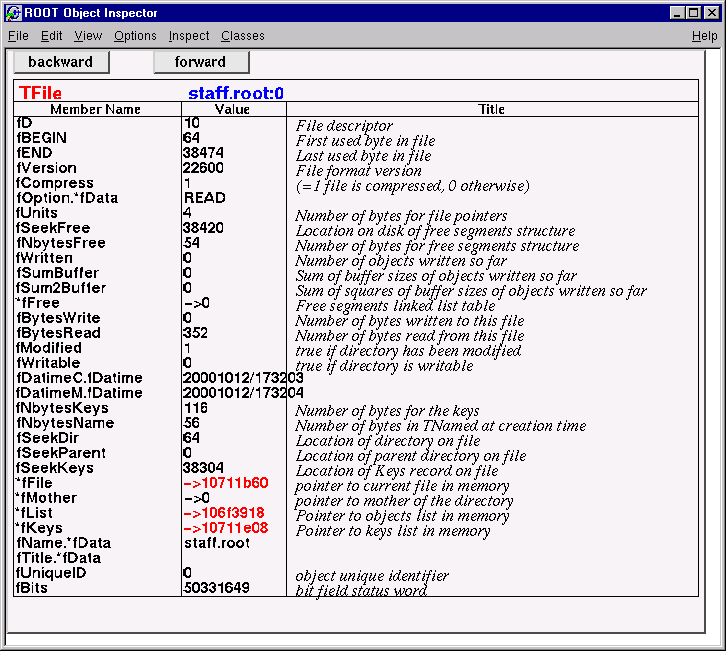 ROOT Object Inspector
File Edit View Options Inspect Classes Help
backward forward
TFile staff.root:0
Member Name Value Title
fD 10 File descriptor
fBEGIN 64 First used byte in file
fEND 38474 Last used byte in file
fVersion 22600 File format version
fCompress 1 (=1 file is compressed, 0 otherwise)
fOption.*fData READ
fUnits 4 Number of bytes for file pointers
fSeekFree 38420 Location on disk of free segments structure
fNbytesFree 54 Number of bytes for free segments structure
fWritten 0 Number of objects written so far
fSumBuffer 0 Sum of buffer sizes of objects written so far
fSum2Buffer 0 Sum of squares of buffer sizes of objects written so far
*fFree ->0 Free segments linked list table
fBytesWrite 0 Number of bytes written to this file
fBytesRead 352 Number of bytes read from this file
fModified 1 true if directory has been modified
fWritable 0 true if directory is writable
fDatimeC.fDatime 20001012/173203
fDatimeM.fDatime 20001012/173204
fNbytesKeys 116 Number of bytes for the keys
fNbytesName 56 Number of bytes in TNamed at creation time
fSeekDir 64 Location of directory on file
fSeekParent 0 Location of parent directory on file
fSeekKeys 38304 Location of Keys record on file
*fFile ->10711b60 pointer to current file in memory
*fMother ->0 pointer to mother of the directory
*fList ->106f3918 Pointer to objects list in memory
*fKeys ->10711e08 Pointer to keys list in memory
fName.*fData staff.root
fTitle.*fData
fUniqueID 0 object unique identifier
fBits 50331649 bit field status word